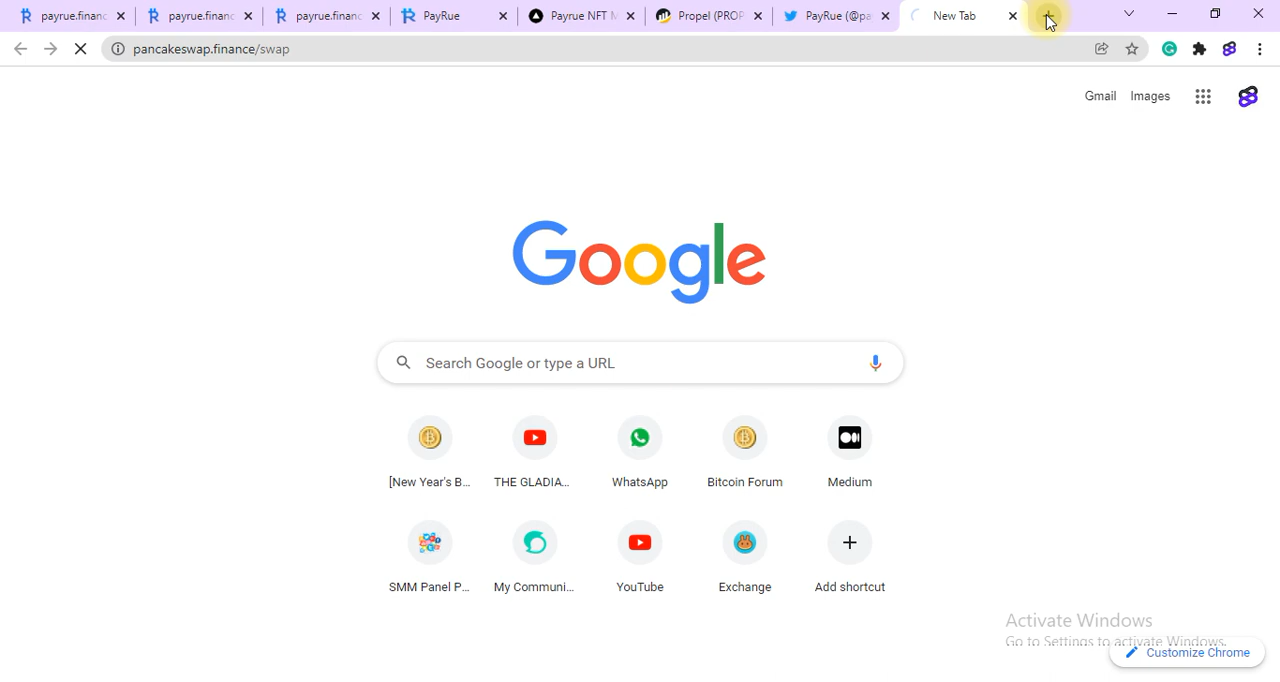 payrue.financ
payrue.financ
payrue.financ
PayRue
Payrue NFT M
Propel (PROP
PayRue (@pa
New Tab
pancakeswap.finance/swap
Gmail
Images
Google
Search Google or type a URL
[New Year's B...
THE GLADIA...
WhatsApp
Bitcoin Forum
Medium
SMM Panel P...
My Communi...
YouTube
Exchange
Add shortcut
Activate Windows
Go to Settings to activate Windows.
Customize Chrome